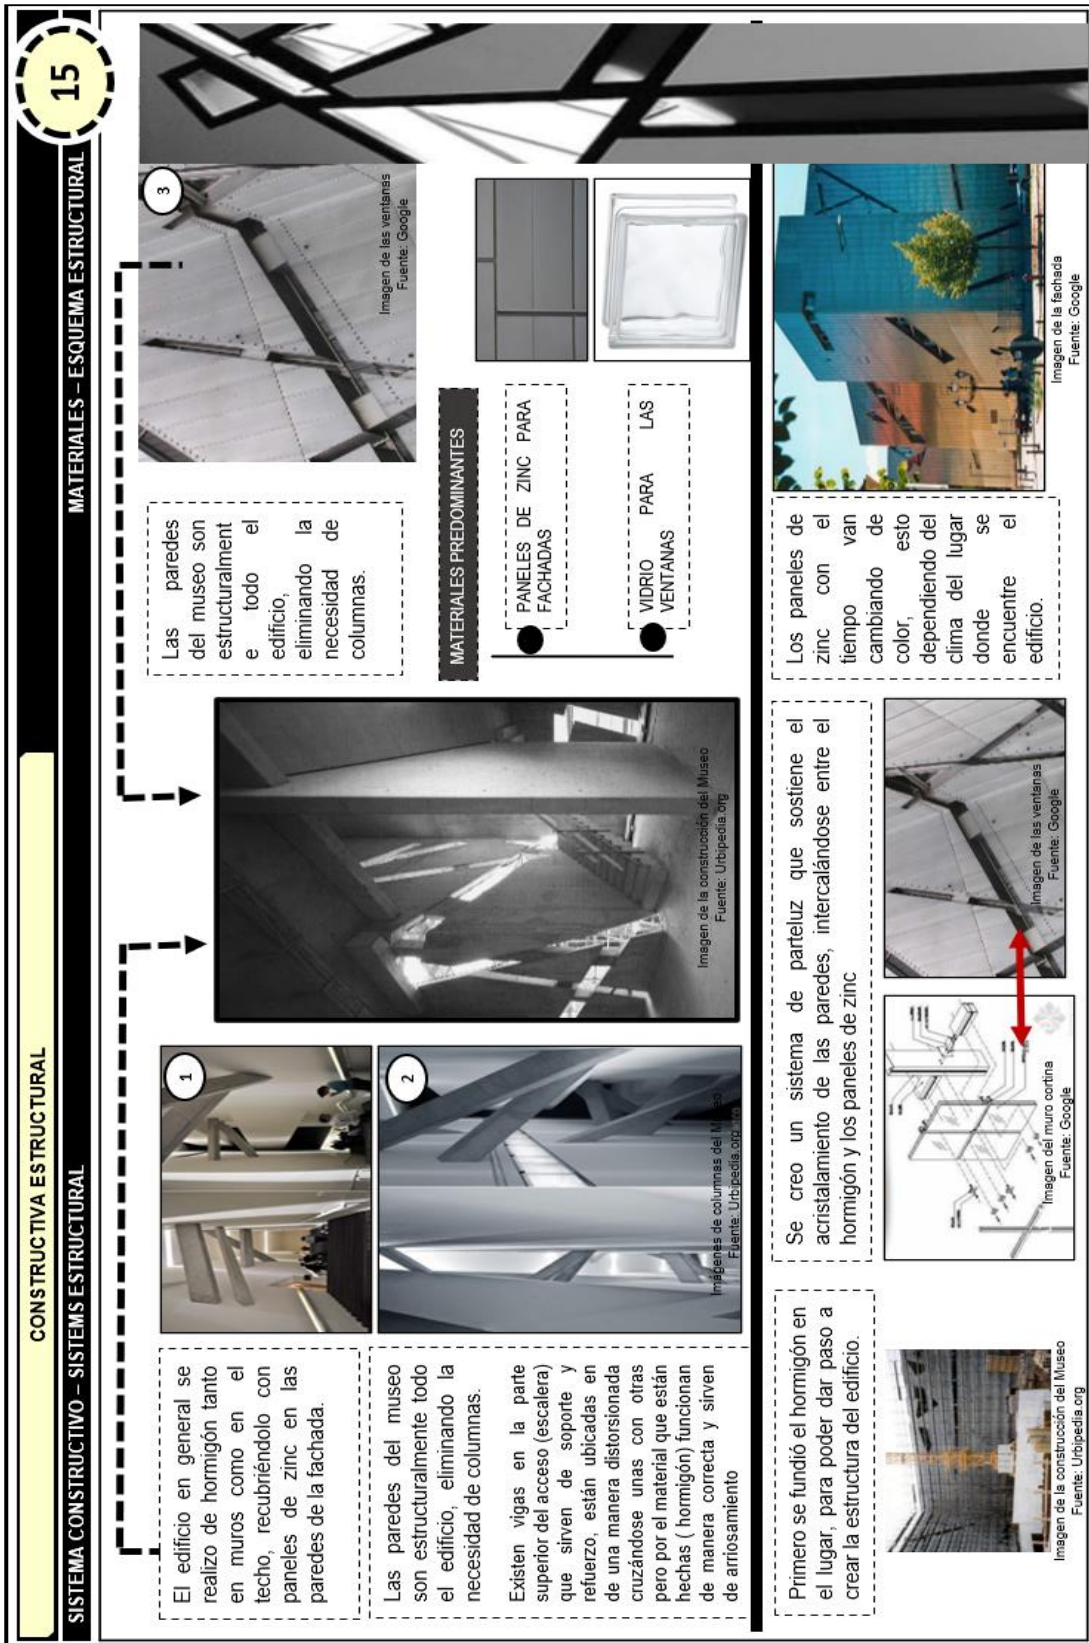 CONSTRUCTIVA ESTRUCTURAL
15
SISTEMA CONSTRUCTIVO – SISTEMS ESTRUCTURAL
MATERIALES – ESQUEMA ESTRUCTURAL
El edificio en general se
realizo de hormigón tanto
en muros como en el
techo, recubriéndolo con
paneles de zinc en las
paredes de la fachada.
1
Las paredes del museo
son estructuralmente todo
el edificio, eliminando la
necesidad de columnas.
Existen vigas en la parte
superior del acceso (escalera)
que sirven de soporte y
refuerzo, están ubicadas en
de una manera distorsionada
cruzándose unas con otras
pero por el material que están
hechas ( hormigón) funcionan
de manera correcta y sirven
de arriosamiento
2
Imágenes de columnas del Museo
Fuente: Urbipedia.org
Imagen de la construcción del Museo
Fuente: Urbipedia.org
Las paredes
del museo son
estructuralment
e todo el
edificio,
eliminando la
necesidad de
columnas.
3
Imagen de las ventanas
Fuente: Google
MATERIALES PREDOMINANTES
PANELES DE ZINC PARA
FACHADAS
VIDRIO PARA LAS
VENTANAS
Primero se fundió el hormigón en
el lugar, para poder dar paso a
crear la estructura del edificio.
Imagen de la construcción del Museo
Fuente: Urbipedia.org
Se creo un sistema de parteluz que sostiene el
acristalamiento de las paredes, intercalándose entre el
hormigón y los paneles de zinc
Imagen del muro cortina
Fuente: Google
Imagen de las ventanas
Fuente: Google
Los paneles de
zinc con el
tiempo van
cambiando de
color, esto
dependiendo del
clima del lugar
donde se
encuentre el
edificio.
Imagen de la fachada
Fuente: Google